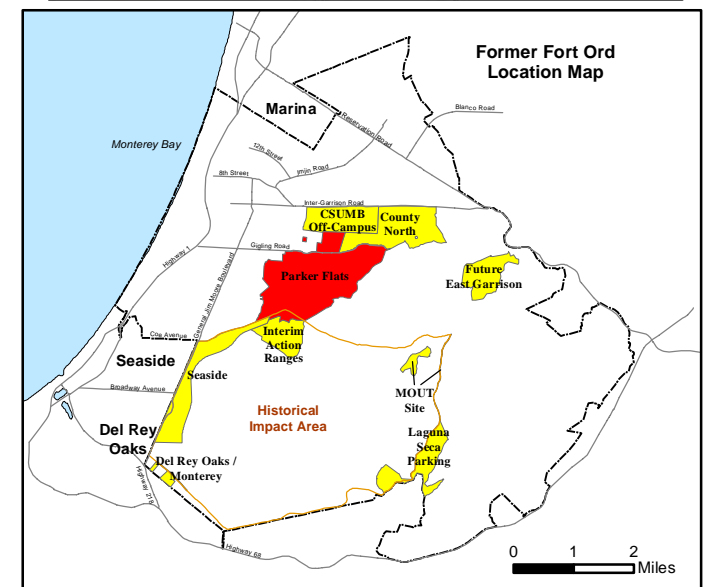 Former Fort Ord
Location Map
Marina
Blanco Road
Reservation Road
Monterey Bay
12th Street
Imjin Road
8th Street
Inter-Garrison Road
CSUMB
Off-Campus
County
North
Gigling Road
Highway 1
General Jim Moore Boulevard
Parker Flats
Future
East Garrison
Coe Avenue
Interim
Action
Ranges
Seaside
Seaside
MOUT
Site
Broadway Avenue
Historical
Impact Area
Del Rey
Oaks
Laguna
Seca
Parking
Del Rey Oaks /
Monterey
Highway 218
Highway 68
0 1 2
Miles